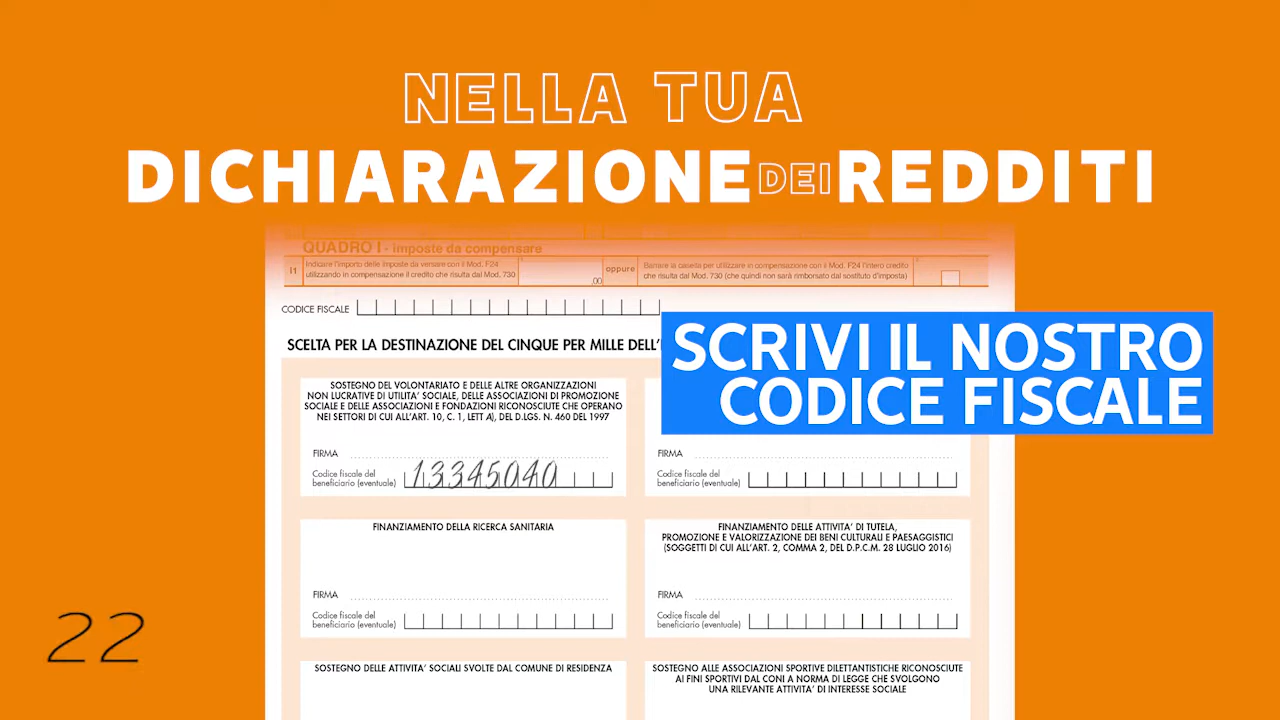 NELLA TUA
DICHIARAZIONE DEI REDDITI
QUADRO I - Imposte da compensare
I1
Indicare l'importo delle imposte da versare con il Mod. F24
utilizzando in compensazione il credito che risulta dal Mod. 730
,00
oppure
Barrare la casella per utilizzare in compensazione con il Mod. F24 l'intero credito
che risulta dal Mod. 730 (che quindi non sarà rimborsato dal sostituto d'imposta)
CODICE FISCALE
SCELTA PER LA DESTINAZIONE DEL CINQUE PER MILLE DELL'
SCRIVI IL NOSTRO
CODICE FISCALE
SOSTEGNO DEL VOLONTARIATO E DELLE ALTRE ORGANIZZAZIONI
NON LUCRATIVE DI UTILITA' SOCIALE, DELLE ASSOCIAZIONI DI PROMOZIONE
SOCIALE E DELLE ASSOCIAZIONI E FONDAZIONI RICONOSCIUTE CHE OPERANO
NEI SETTORI DI CUI ALL'ART. 10, C. 1, LETT A), DEL D.LGS. N. 460 DEL 1997
FIRMA
Codice fiscale del
beneficiario (eventuale)
13345040
FIRMA
Codice fiscale del
beneficiario (eventuale)
FINANZIAMENTO DELLA RICERCA SANITARIA
FIRMA
Codice fiscale del
beneficiario (eventuale)
FINANZIAMENTO DELLE ATTIVITA' DI TUTELA,
PROMOZIONE E VALORIZZAZIONE DEI BENI CULTURALI E PAESAGGISTICI
(SOGGETTI DI CUI ALL'ART. 2, COMMA 2, DEL D.P.C.M. 28 LUGLIO 2016)
FIRMA
Codice fiscale del
beneficiario (eventuale)
22
SOSTEGNO DELLE ATTIVITA' SOCIALI SVOLTE DAL COMUNE DI RESIDENZA
SOSTEGNO ALLE ASSOCIAZIONI SPORTIVE DILETTANTISTICHE RICONOSCIUTE
AI FINI SPORTIVI DAL CONI A NORMA DI LEGGE CHE SVOLGONO
UNA RILEVANTE ATTIVITA' DI INTERESSE SOCIALE